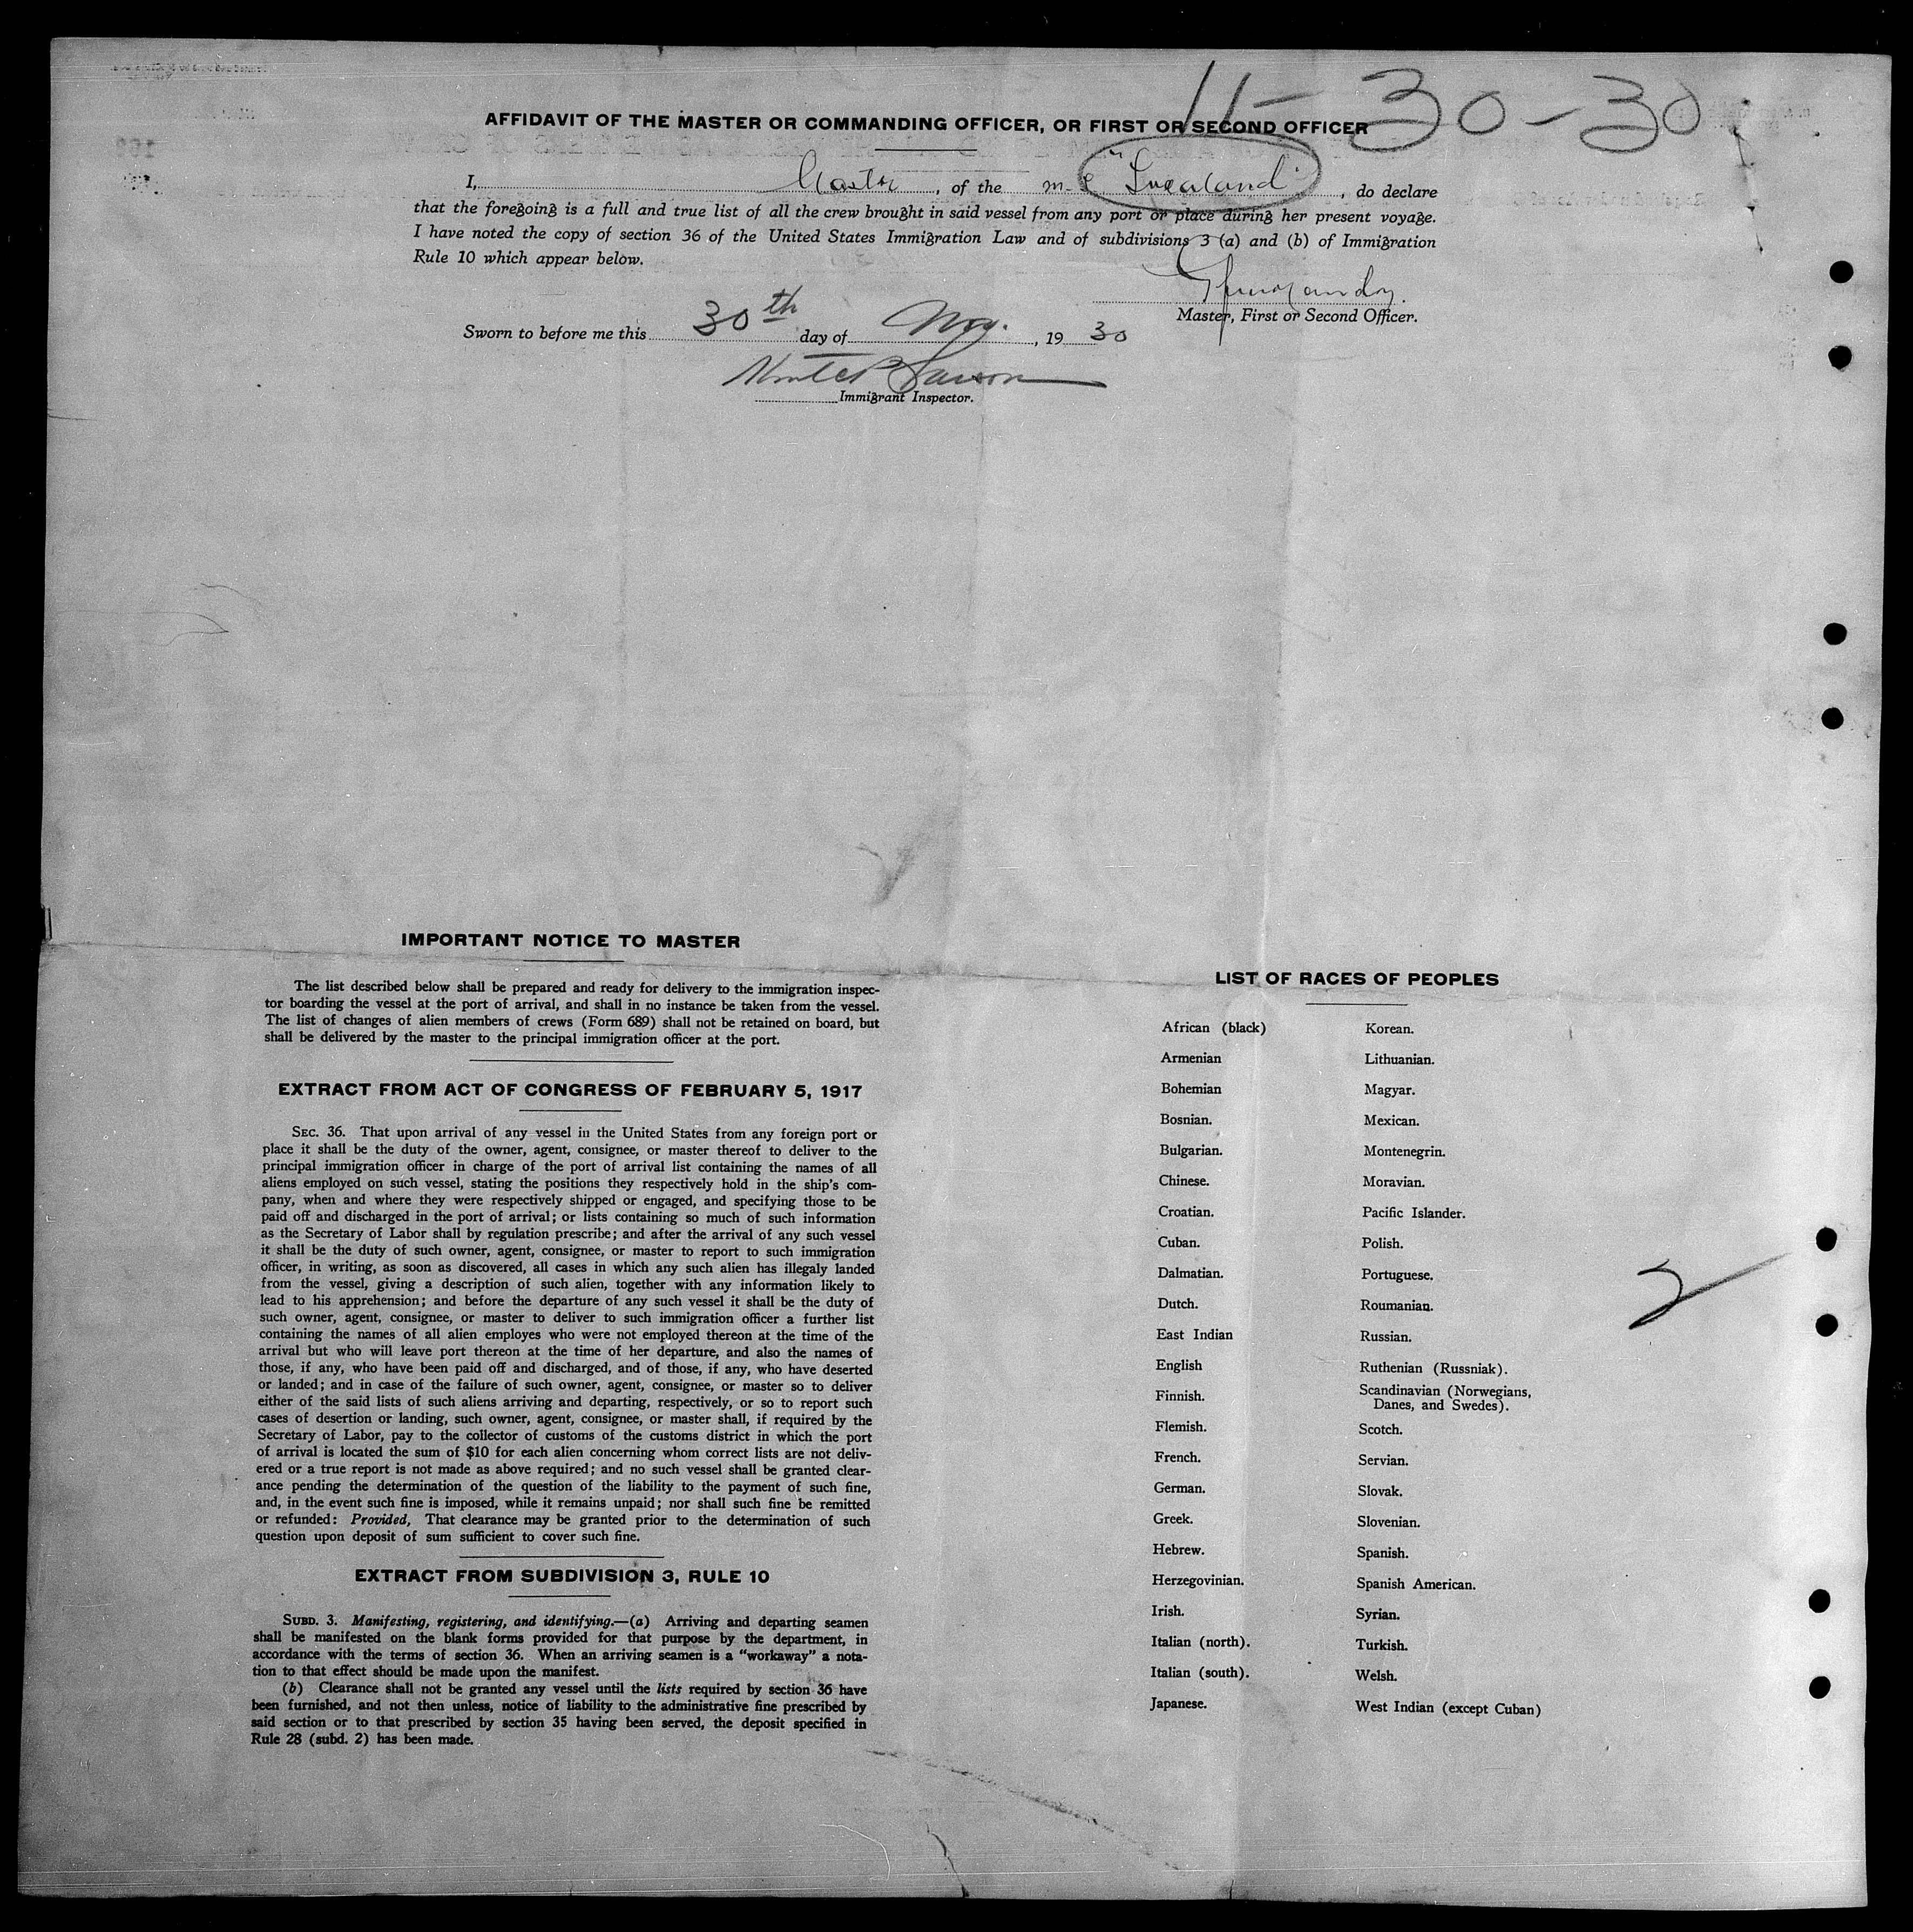 11-30-30
AFFIDAVIT OF THE MASTER OR COMMANDING OFFICER, OR FIRST OR SECOND OFFICER
I, Master, of the m.s. "Svealand", do declare
that the foregoing is a full and true list of all the crew brought in said vessel from any port or place during her present voyage.
I have noted the copy of section 36 of the United States Immigration Law and of subdivisions 3 (a) and (b) of Immigration
Rule 10 which appear below.
Master, First or Second Officer.
Sworn to before me this 30th day of Nov., 1930
Immigrant Inspector.
IMPORTANT NOTICE TO MASTER
The list described below shall be prepared and ready for delivery to the immigration inspec-
tor boarding the vessel at the port of arrival, and shall in no instance be taken from the vessel.
The list of changes of alien members of crews (Form 689) shall not be retained on board, but
shall be delivered by the master to the principal immigration officer at the port.
EXTRACT FROM ACT OF CONGRESS OF FEBRUARY 5, 1917
SEC. 36. That upon arrival of any vessel in the United States from any foreign port or
place it shall be the duty of the owner, agent, consignee, or master thereof to deliver to the
principal immigration officer in charge of the port of arrival list containing the names of all
aliens employed on such vessel, stating the positions they respectively hold in the ship's com-
pany, when and where they were respectively shipped or engaged, and specifying those to be
paid off and discharged in the port of arrival; or lists containing so much of such information
as the Secretary of Labor shall by regulation prescribe; and after the arrival of any such vessel
it shall be the duty of such owner, agent, consignee, or master to report to such immigration
officer, in writing, as soon as discovered, all cases in which any such alien has illegaly landed
from the vessel, giving a description of such alien, together with any information likely to
lead to his apprehension; and before the departure of any such vessel it shall be the duty of
such owner, agent, consignee, or master to deliver to such immigration officer a further list
containing the names of all alien employes who were not employed thereon at the time of the
arrival but who will leave port thereon at the time of her departure, and also the names of
those, if any, who have been paid off and discharged, and of those, if any, who have deserted
or landed; and in case of the failure of such owner, agent, consignee, or master so to deliver
either of the said lists of such aliens arriving and departing, respectively, or so to report such
cases of desertion or landing, such owner, agent, consignee, or master shall, if required by the
Secretary of Labor, pay to the collector of customs of the customs district in which the port
of arrival is located the sum of $10 for each alien concerning whom correct lists are not deliv-
ered or a true report is not made as above required; and no such vessel shall be granted clear-
ance pending the determination of the question of the liability to the payment of such fine,
and, in the event such fine is imposed, while it remains unpaid; nor shall such fine be remitted
or refunded: Provided, That clearance may be granted prior to the determination of such
question upon deposit of sum sufficient to cover such fine.
EXTRACT FROM SUBDIVISION 3, RULE 10
SUBD. 3. Manifesting, registering, and identifying.—(a) Arriving and departing seamen
shall be manifested on the blank forms provided for that purpose by the department, in
accordance with the terms of section 36. When an arriving seamen is a "workaway" a nota-
tion to that effect should be made upon the manifest.
(b) Clearance shall not be granted any vessel until the lists required by section 36 have
been furnished, and not then unless, notice of liability to the administrative fine prescribed by
said section or to that prescribed by section 35 having been served, the deposit specified in
Rule 28 (subd. 2) has been made.
LIST OF RACES OF PEOPLES
African (black)
Armenian
Bohemian
Bosnian.
Bulgarian.
Chinese.
Croatian.
Cuban.
Dalmatian.
Dutch.
East Indian
English
Finnish.
Flemish.
French.
German.
Greek.
Hebrew.
Herzegovinian.
Irish.
Italian (north).
Italian (south).
Japanese.
Korean.
Lithuanian.
Magyar.
Mexican.
Montenegrin.
Moravian.
Pacific Islander.
Polish.
Portuguese.
Roumanian.
Russian.
Ruthenian (Russniak).
Scandinavian (Norwegians,
Danes, and Swedes).
Scotch.
Servian.
Slovak.
Slovenian.
Spanish.
Spanish American.
Syrian.
Turkish.
Welsh.
West Indian (except Cuban)
2